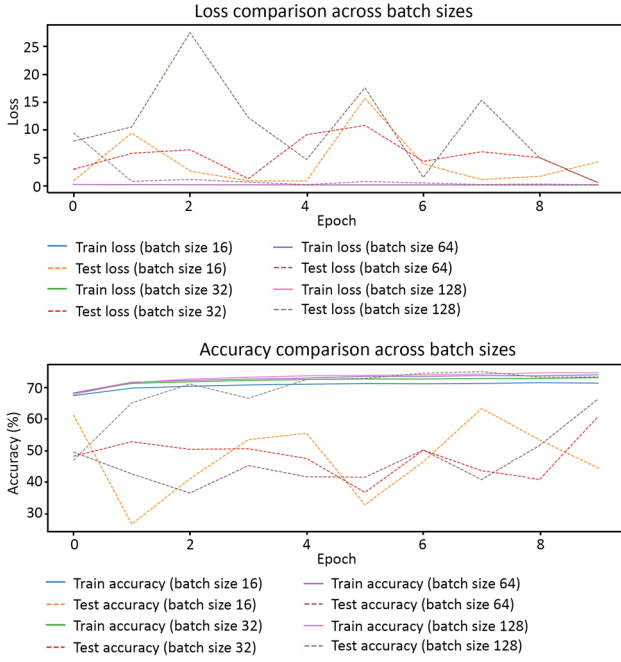 Loss comparison across batch sizes
25
20
15
10
5
0
Loss
0 2 4 6 8
Epoch
Train loss (batch size 16) Train loss (batch size 64)
Test loss (batch size 16) Test loss (batch size 64)
Train loss (batch size 32) Train loss (batch size 128)
Test loss (batch size 32) Test loss (batch size 128)
Accuracy comparison across batch sizes
70
60
50
40
30
Accuracy (%)
0 2 4 6 8
Epoch
Train accuracy (batch size 16) Train accuracy (batch size 64)
Test accuracy (batch size 16) Test accuracy (batch size 64)
Train accuracy (batch size 32) Train accuracy (batch size 128)
Test accuracy (batch size 32) Test accuracy (batch size 128)